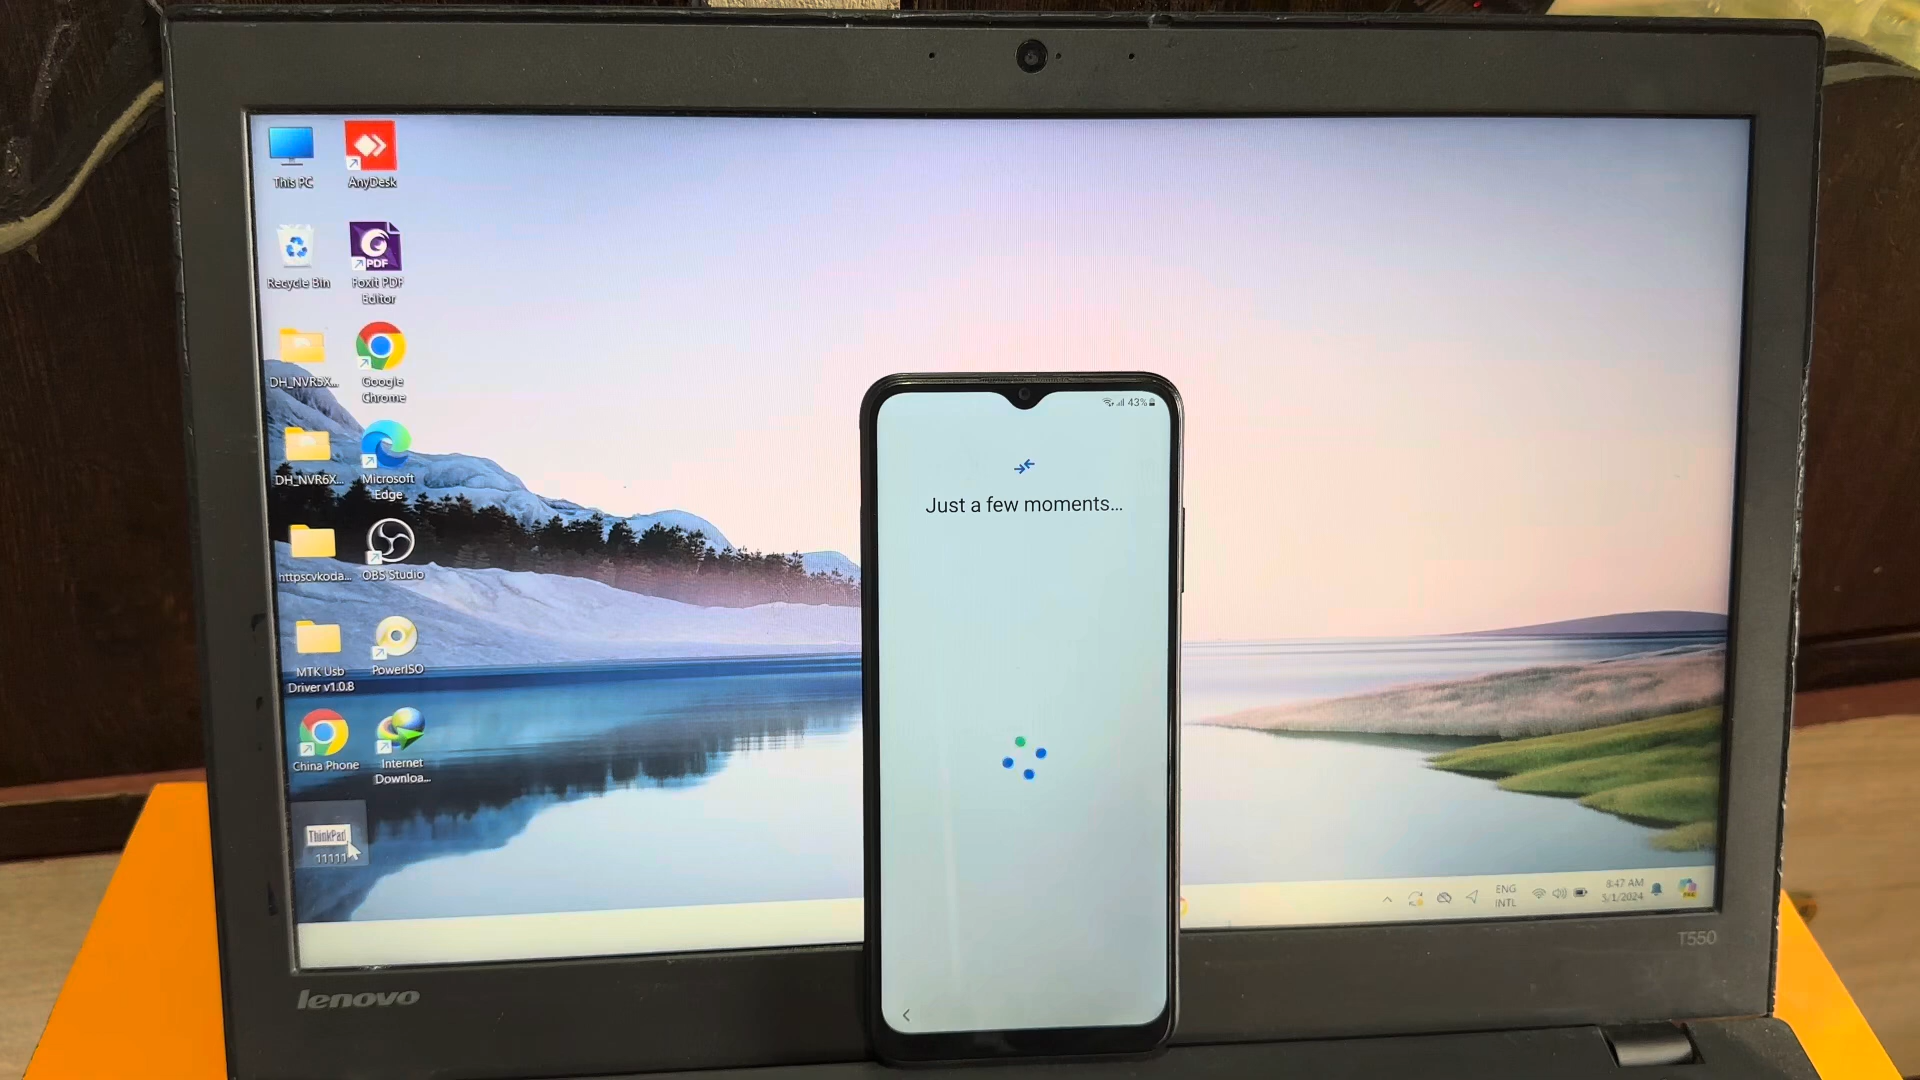 This PC
AnyDesk
Recycle Bin
PDF
Foxit PDF
Editor
DH_NVR5X...
Google
Chrome
DH_NVR6X...
Microsoft
Edge
httpscvkoda...
OBS Studio
MTK Usb
Driver v1.0.8
PowerISO
China Phone
Internet
Downloa...
ThinkPad
11111
43%
Just a few moments...
ENG
INTL
8:47 AM
5/1/2024
T550
lenovo